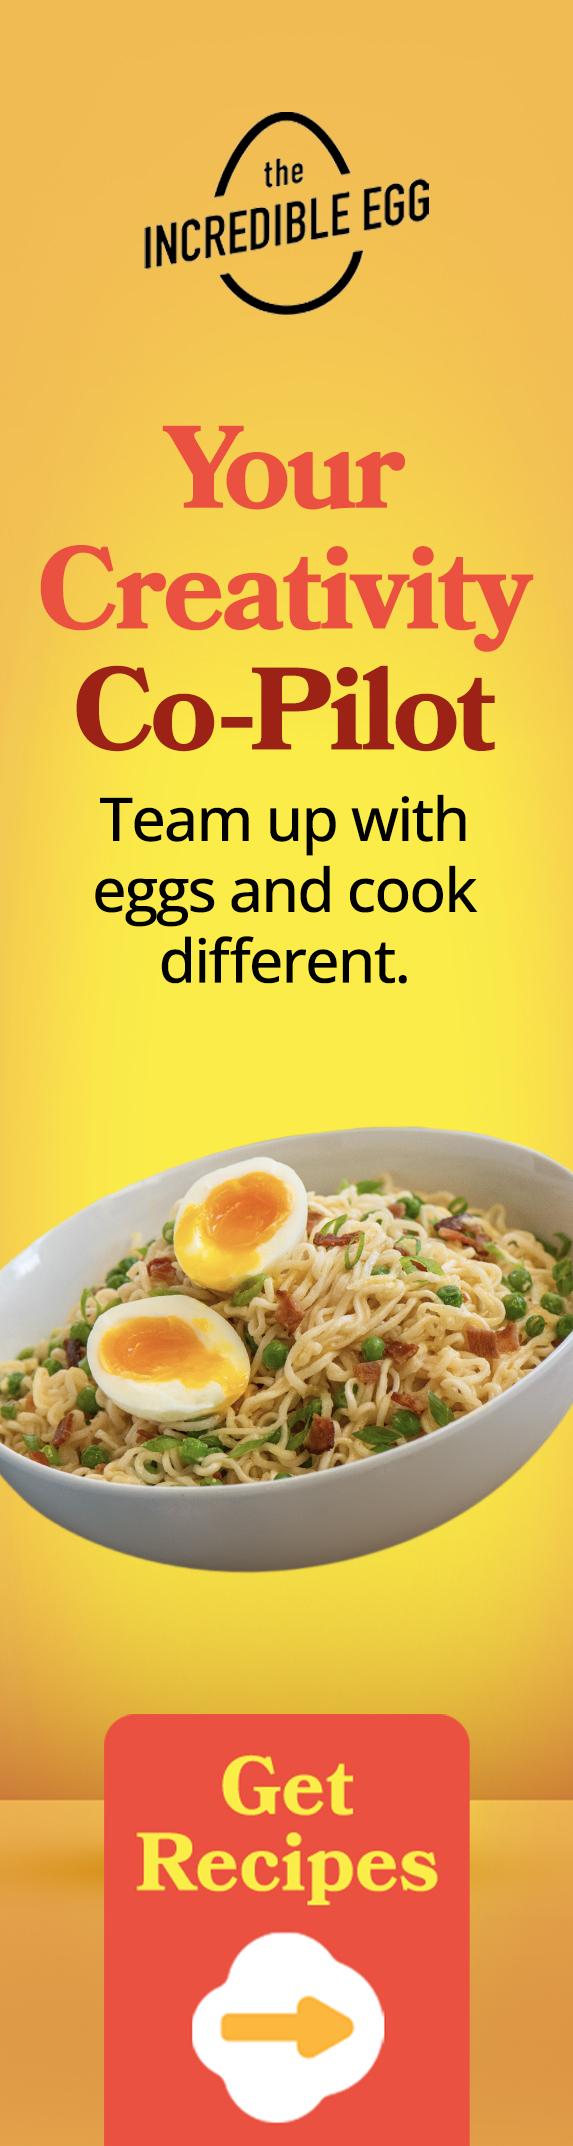 the
INCREDIBLE EGG
Your
Creativity
Co-Pilot
Team up with
eggs and cook
different.
Get
Recipes